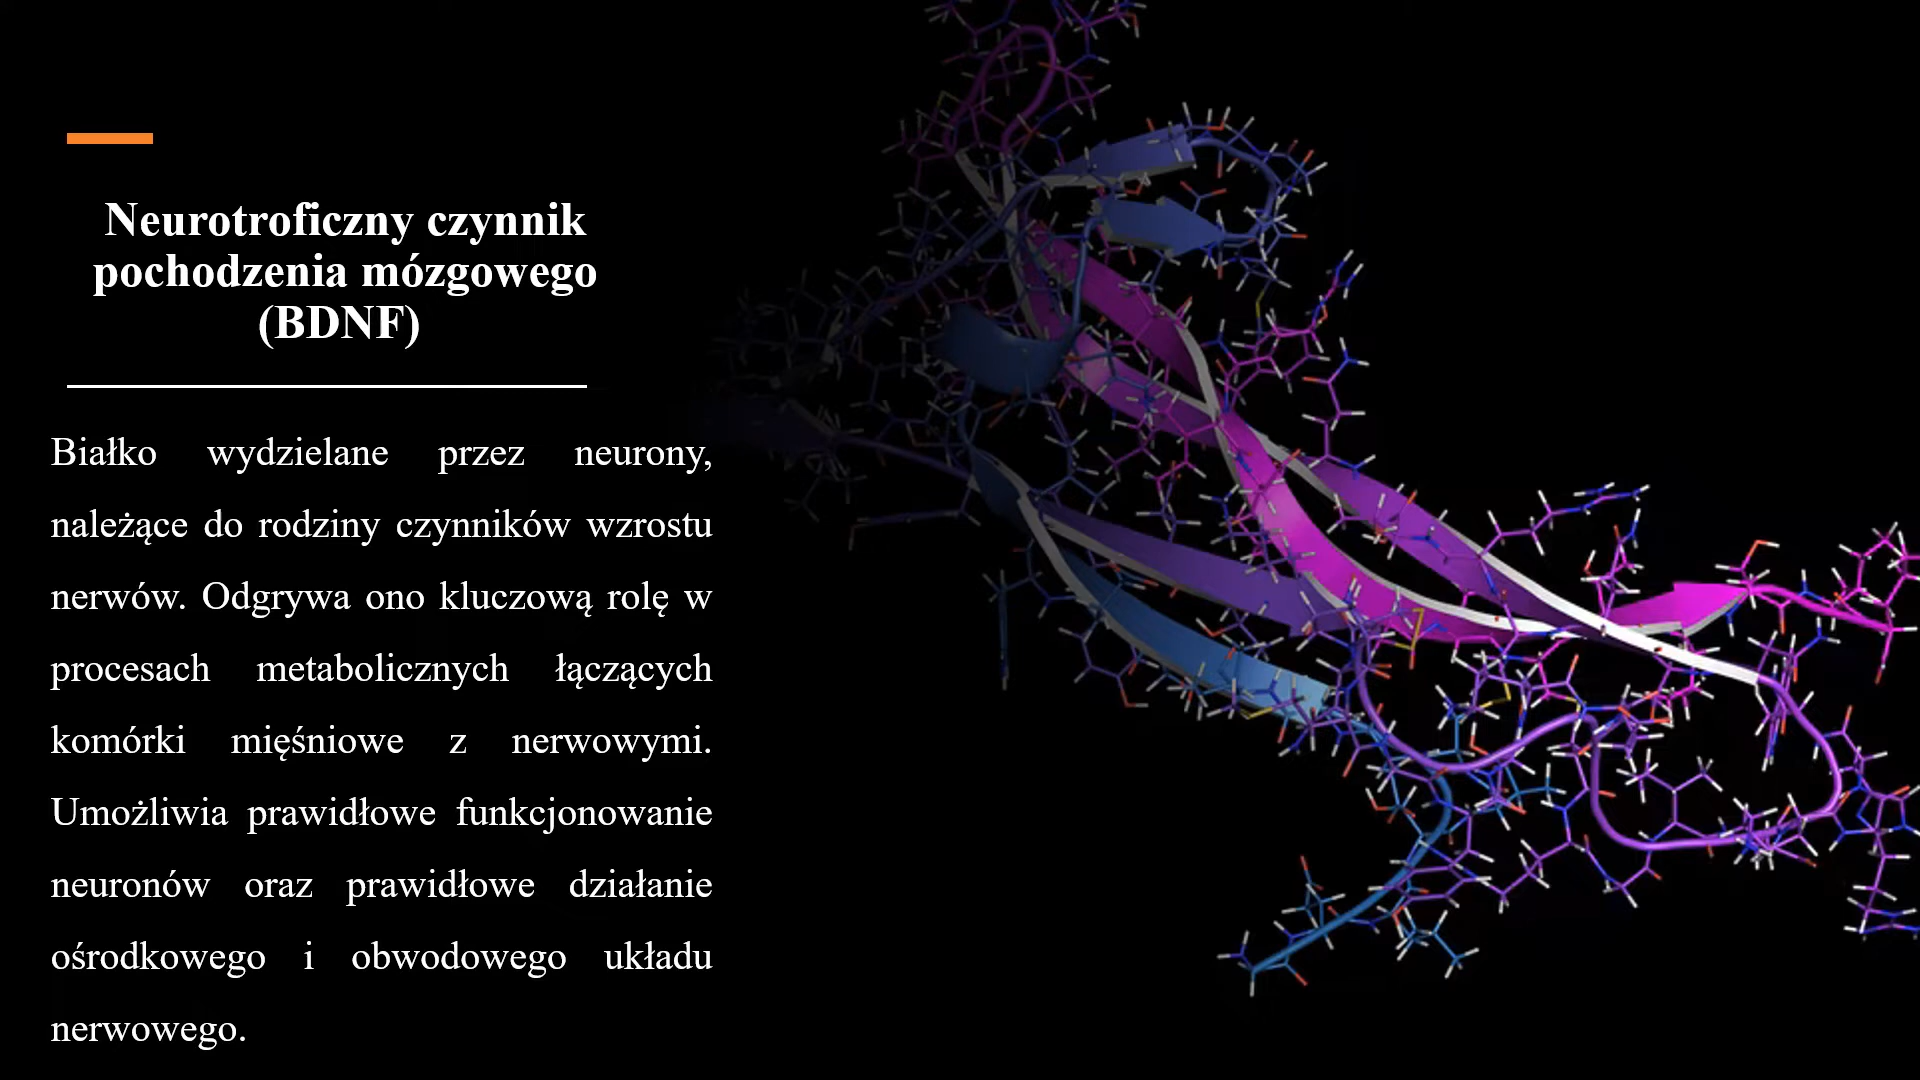 Neurotroficzny czynnik
pochodzenia mózgowego
(BDNF)
Białko wydzielane przez neurony,
należące do rodziny czynników wzrostu
nerwów. Odgrywa ono kluczową rolę w
procesach metabolicznych łączących
komórki mięśniowe z nerwowymi.
Umożliwia prawidłowe funkcjonowanie
neuronów oraz prawidłowe działanie
ośrodkowego i obwodowego układu
nerwowego.